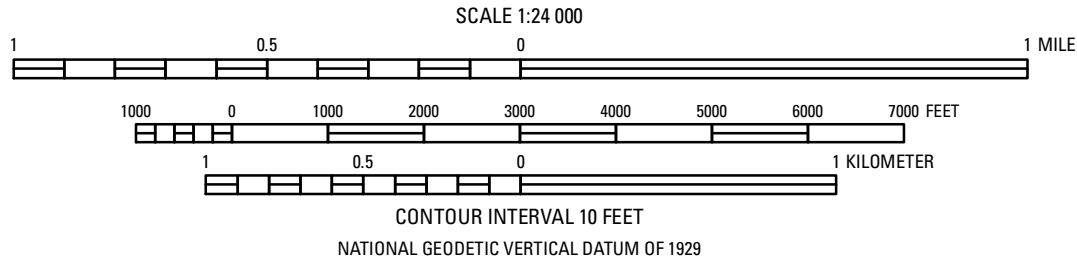 SCALE 1:24 000
1 0.5 0 1 MILE
1000 0 1000 2000 3000 4000 5000 6000 7000 FEET
1 0.5 0 1 KILOMETER
CONTOUR INTERVAL 10 FEET
NATIONAL GEODETIC VERTICAL DATUM OF 1929